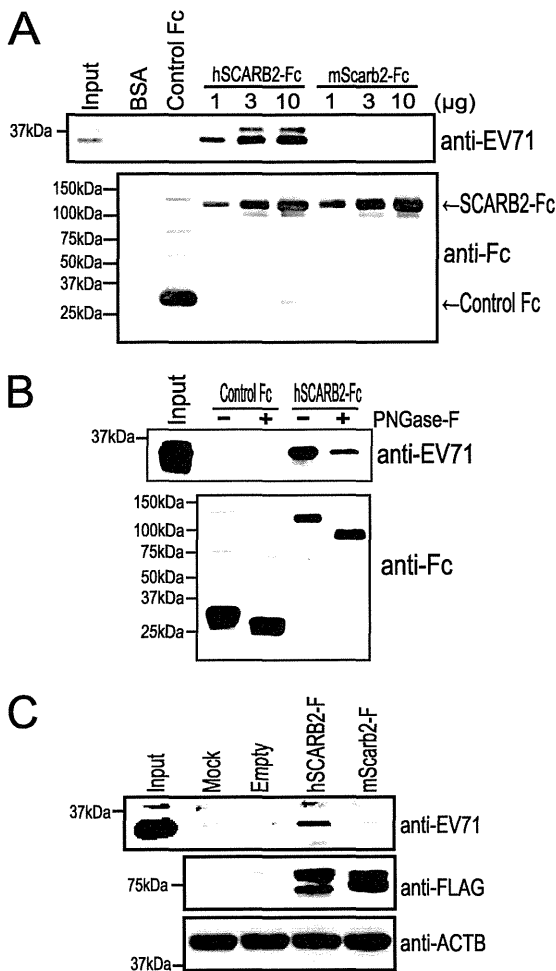 A
Input
BSA
Control Fc
hSCARB2-Fc
mScarb2-Fc
1 3 10 1 3 10 (μg)
37kDa
anti-EV71
150kDa
100kDa
75kDa
50kDa
37kDa
25kDa
←SCARB2-Fc
anti-Fc
←Control Fc
B
Input
Control Fc
hSCARB2-Fc
− + − + PNGase-F
37kDa
anti-EV71
150kDa
100kDa
75kDa
50kDa
37kDa
25kDa
anti-Fc
C
Input
Mock
Empty
hSCARB2-F
mScarb2-F
37kDa
anti-EV71
75kDa
anti-FLAG
anti-ACTB
37kDa